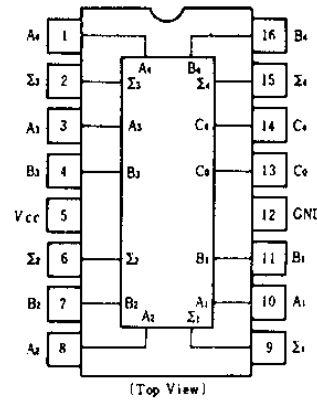 A4 1 16 B4
A4 B4
Σ3 2 Σ3 Σ4 15 Σ4
A3 3 A3 C4 14 C4
B3 4 B3 C0 13 C0
Vcc 5 12 GND
Σ2 6 Σ2 B1 11 B1
B2 7 B2 A1 10 A1
A2 Σ1
A2 8 9 Σ1
(Top View)